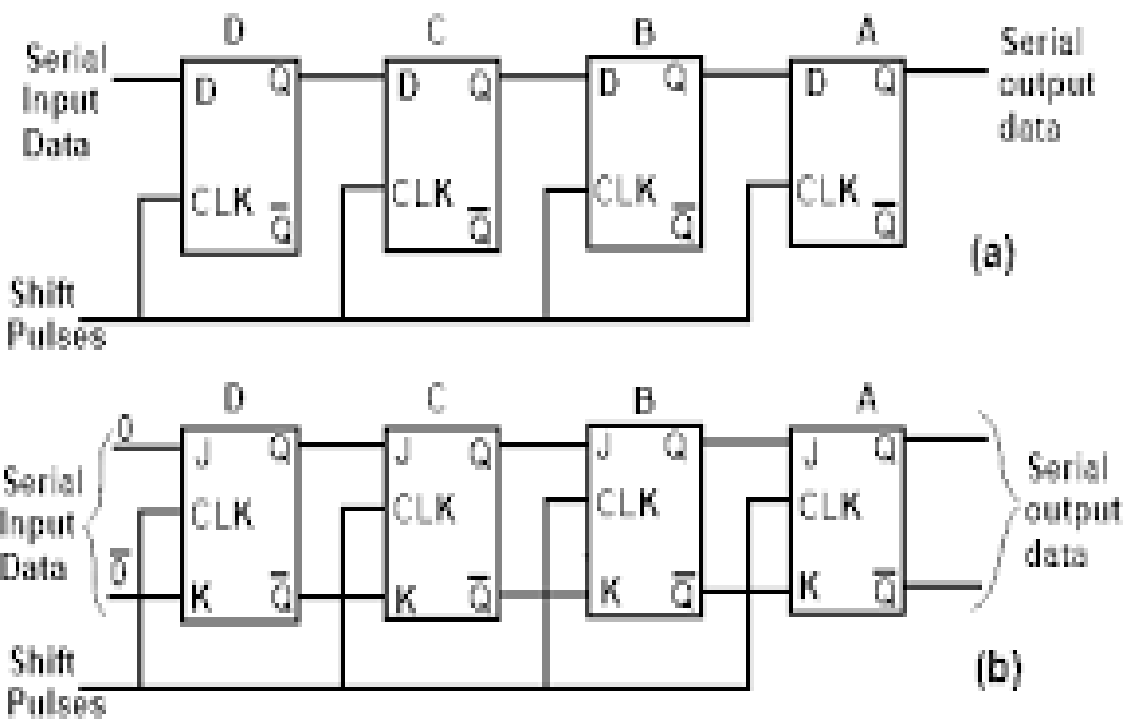 D C B A
Serial
Input
Data
D Q D Q D Q D Q
Serial
output
data
CLK Q̅ CLK Q̅ CLK Q̅ CLK Q̅
(a)
Shift
Pulses
D C B A
Serial
Input
Data
J Q J Q J Q J Q
CLK CLK CLK CLK
K Q̅ K Q̅ K Q̅ K Q̅
Serial
output
data
Shift
Pulses
(b)